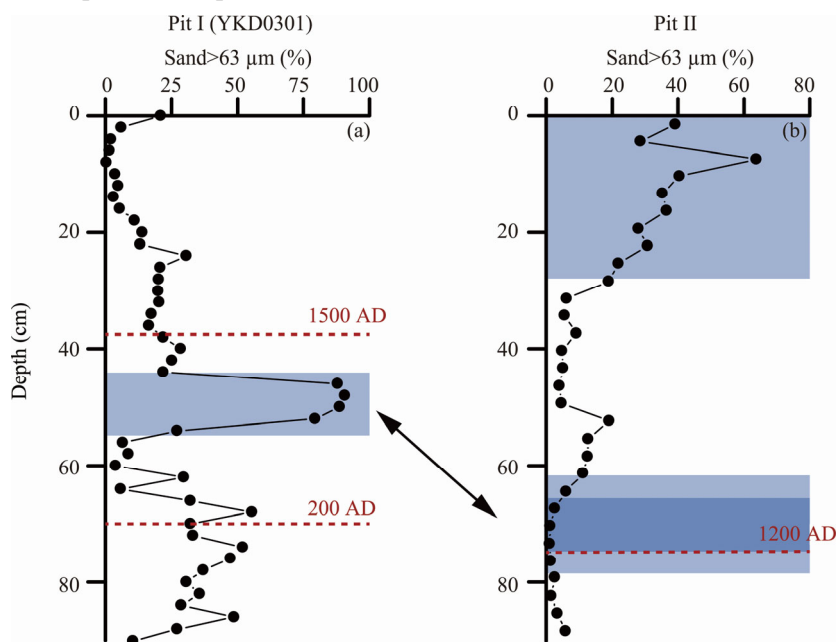 Pit I (YKD0301)
Sand>63 µm (%)
0 25 50 75 100
(a)
0
20
40
60
80
Depth (cm)
1500 AD
200 AD
Pit II
Sand>63 µm (%)
0 20 40 60 80
(b)
0
20
40
60
80
1200 AD